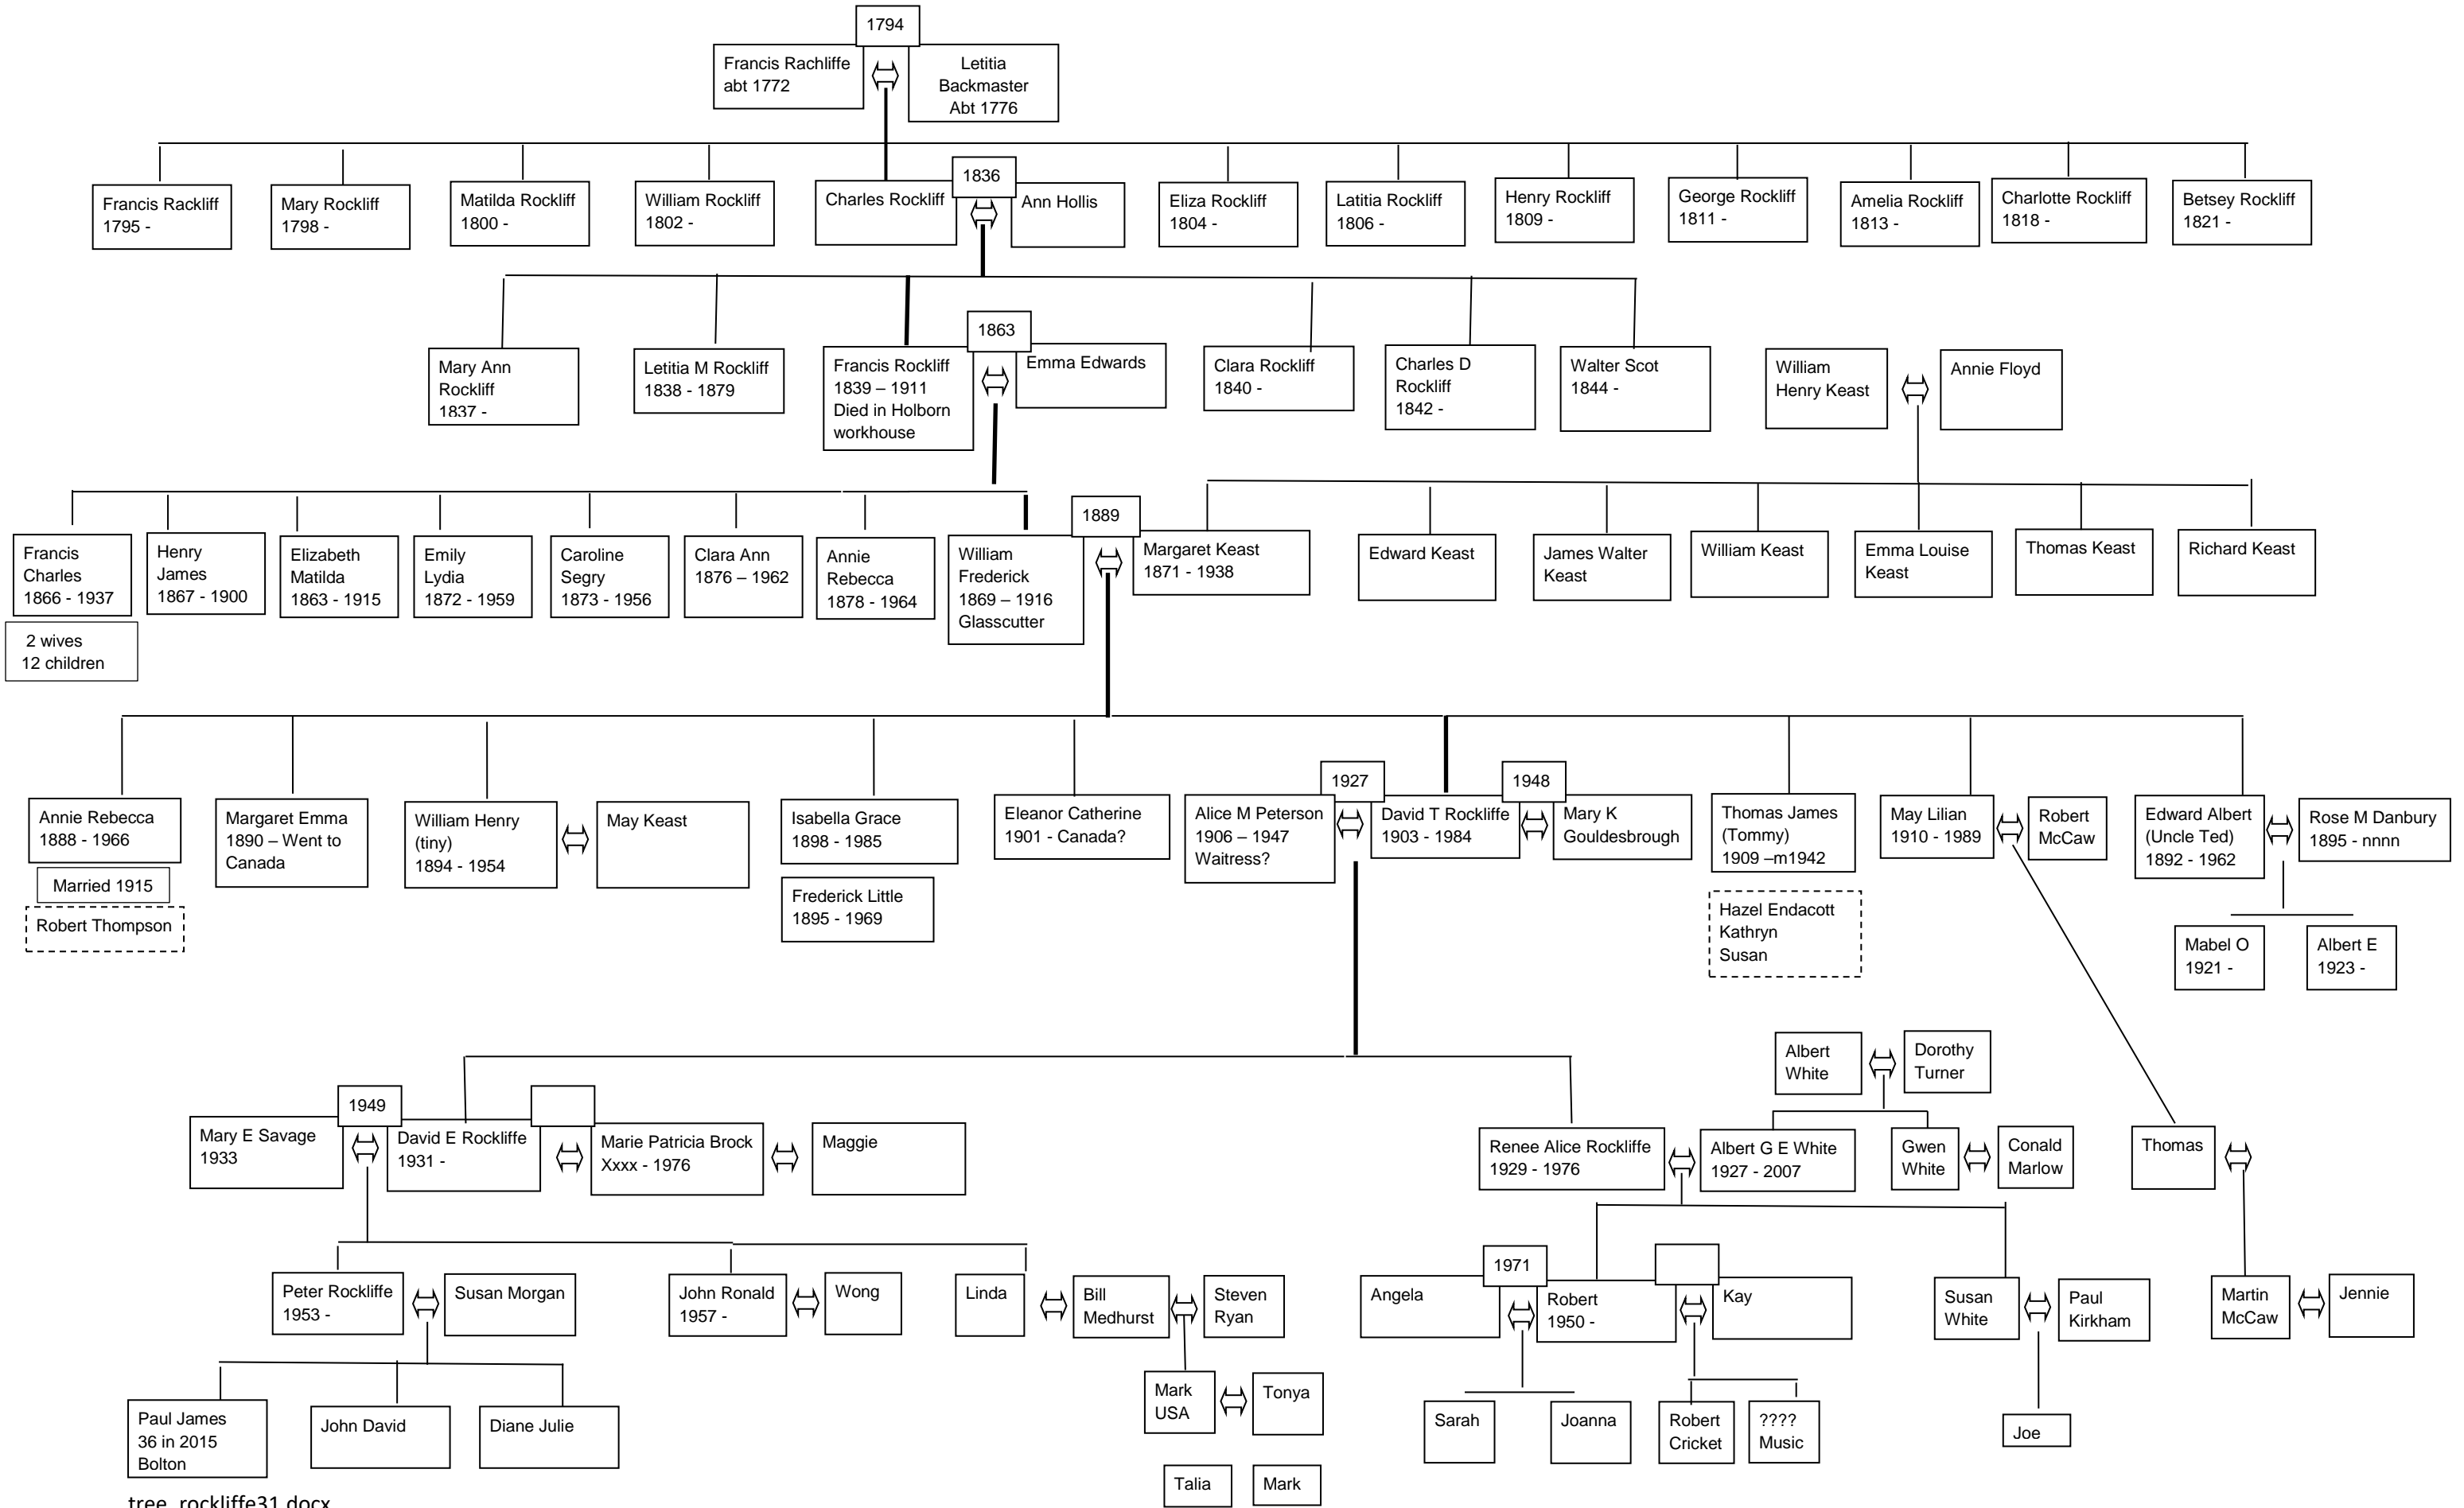 1794
Francis Rachliffe
abt 1772
Letitia
Backmaster
Abt 1776
1836
Francis Rackliff
1795 -
Mary Rockliff
1798 -
Matilda Rockliff
1800 -
William Rockliff
1802 -
Charles Rockliff
Ann Hollis
Eliza Rockliff
1804 -
Latitia Rockliff
1806 -
Henry Rockliff
1809 -
George Rockliff
1811 -
Amelia Rockliff
1813 -
Charlotte Rockliff
1818 -
Betsey Rockliff
1821 -
1863
Mary Ann
Rockliff
1837 -
Letitia M Rockliff
1838 - 1879
Francis Rockliff
1839 – 1911
Died in Holborn
workhouse
Emma Edwards
Clara Rockliff
1840 -
Charles D
Rockliff
1842 -
Walter Scot
1844 -
William
Henry Keast
Annie Floyd
1889
Francis
Charles
1866 - 1937
2 wives
12 children
Henry
James
1867 - 1900
Elizabeth
Matilda
1863 - 1915
Emily
Lydia
1872 - 1959
Caroline
Segry
1873 - 1956
Clara Ann
1876 – 1962
Annie
Rebecca
1878 - 1964
William
Frederick
1869 – 1916
Glasscutter
Margaret Keast
1871 - 1938
Edward Keast
James Walter
Keast
William Keast
Emma Louise
Keast
Thomas Keast
Richard Keast
1927
1948
Annie Rebecca
1888 - 1966
Married 1915
Robert Thompson
Margaret Emma
1890 – Went to
Canada
William Henry
(tiny)
1894 - 1954
May Keast
Isabella Grace
1898 - 1985
Frederick Little
1895 - 1969
Eleanor Catherine
1901 - Canada?
Alice M Peterson
1906 – 1947
Waitress?
David T Rockliffe
1903 - 1984
Mary K
Gouldesbrough
Thomas James
(Tommy)
1909 –m1942
Hazel Endacott
Kathryn
Susan
May Lilian
1910 - 1989
Robert
McCaw
Edward Albert
(Uncle Ted)
1892 - 1962
Rose M Danbury
1895 - nnnn
Mabel O
1921 -
Albert E
1923 -
Albert
White
Dorothy
Turner
1949
Mary E Savage
1933
David E Rockliffe
1931 -
Marie Patricia Brock
Xxxx - 1976
Maggie
Renee Alice Rockliffe
1929 - 1976
Albert G E White
1927 - 2007
Gwen
White
Conald
Marlow
Thomas
1971
Peter Rockliffe
1953 -
Susan Morgan
John Ronald
1957 -
Wong
Linda
Bill
Medhurst
Steven
Ryan
Angela
Robert
1950 -
Kay
Susan
White
Paul
Kirkham
Martin
McCaw
Jennie
Paul James
36 in 2015
Bolton
John David
Diane Julie
Mark
USA
Tonya
Sarah
Joanna
Robert
Cricket
????
Music
Joe
Talia
Mark
tree_rockliffe31.docx